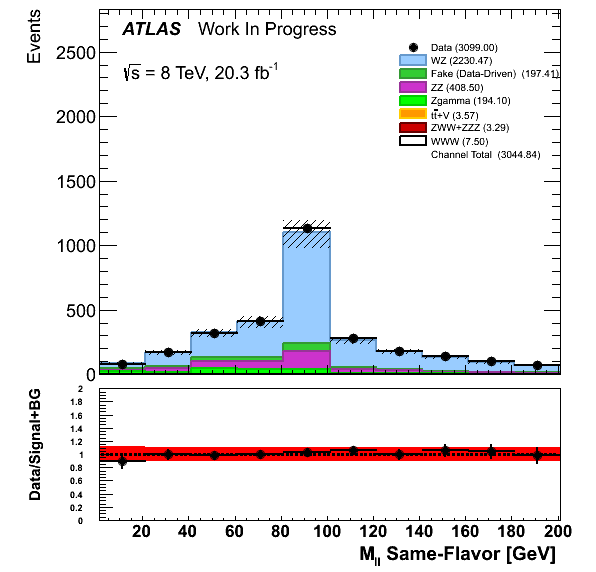 Events
ATLAS Work In Progress
√s = 8 TeV, 20.3 fb⁻¹
Data (3099.00)
WZ (2230.47)
Fake (Data-Driven) (197.41)
ZZ (408.50)
Zgamma (194.10)
tt̄+V (3.57)
ZWW+ZZZ (3.29)
WWW (7.50)
Channel Total (3044.84)
2500
2000
1500
1000
500
0
Data/Signal+BG
2
1.8
1.6
1.4
1.2
1
0.8
0.6
0.4
0.2
0
20 40 60 80 100 120 140 160 180 200
M_ll Same-Flavor [GeV]